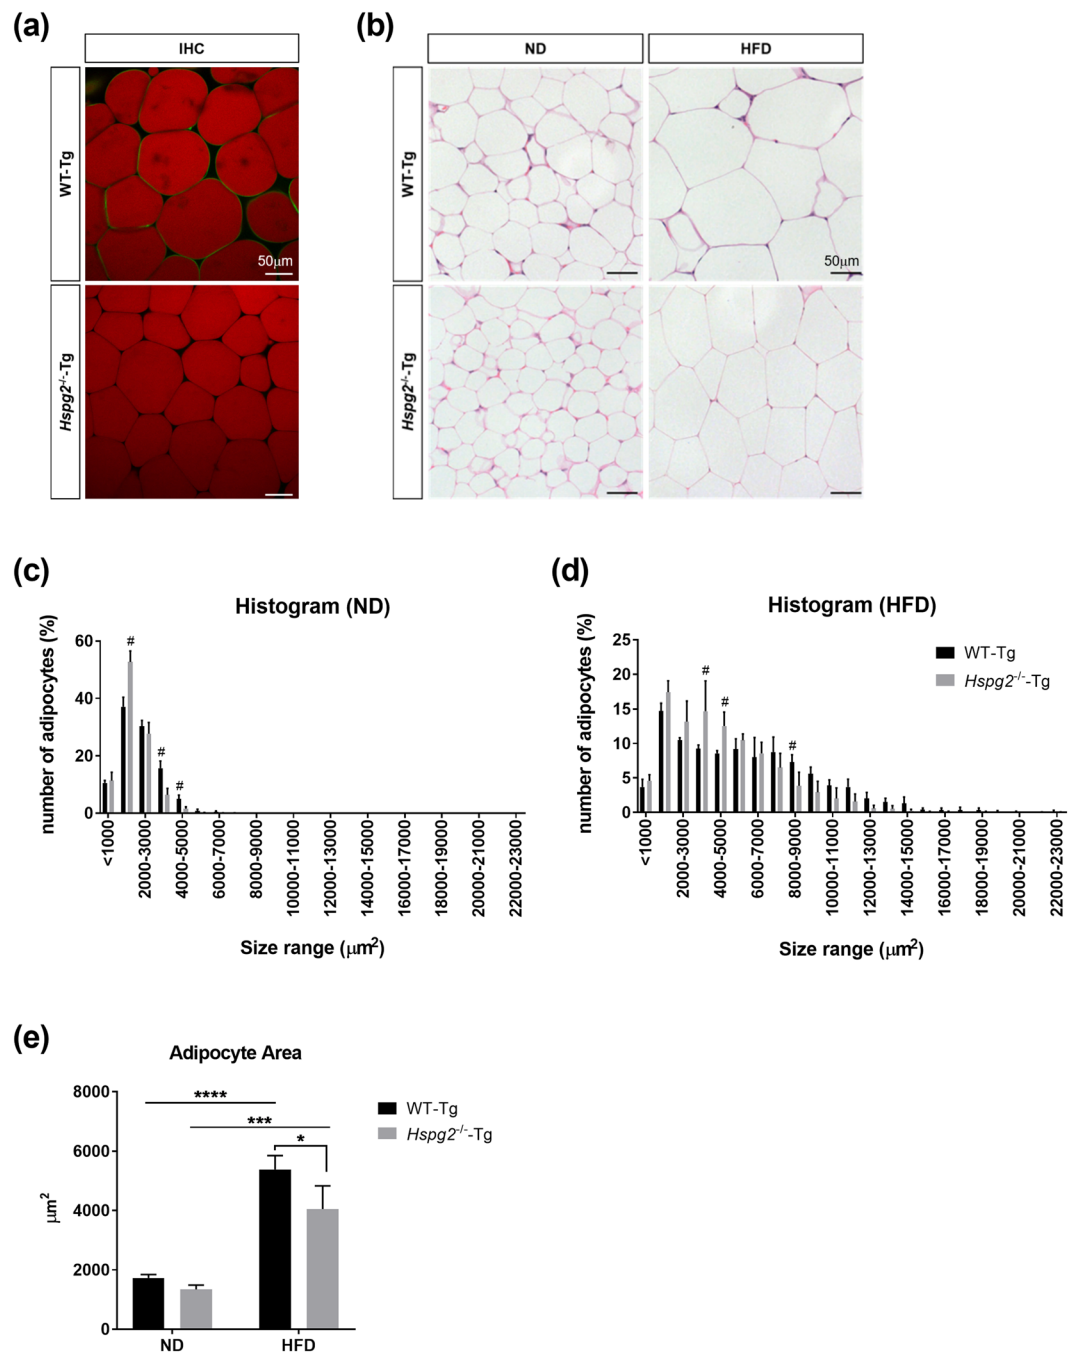 (a)
IHC
WT-Tg
50μm
Hspg2-/--Tg
(b)
ND
HFD
WT-Tg
50μm
Hspg2-/--Tg
(c)
Histogram (ND)
number of adipocytes (%)
60
40
20
0
#
#
#
<1000
2000-3000
4000-5000
6000-7000
8000-9000
10000-11000
12000-13000
14000-15000
16000-17000
18000-19000
20000-21000
22000-23000
Size range (μm2)
(d)
Histogram (HFD)
number of adipocytes (%)
25
20
15
10
5
0
#
#
#
WT-Tg
Hspg2-/--Tg
<1000
2000-3000
4000-5000
6000-7000
8000-9000
10000-11000
12000-13000
14000-15000
16000-17000
18000-19000
20000-21000
22000-23000
Size range (μm2)
(e)
Adipocyte Area
μm2
8000
6000
4000
2000
0
****
***
*
WT-Tg
Hspg2-/--Tg
ND
HFD